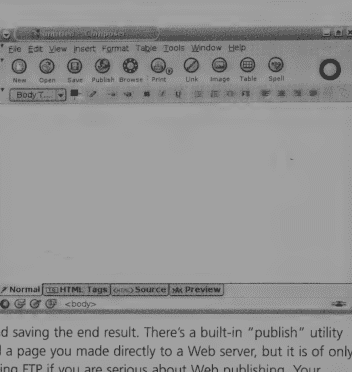 Untitled - Composer
File Edit View Insert Format Table Tools Window Help
New Open Save Publish Browse Print Link Image Table Spell
Body T...
Normal HTML Tags <HTML> Source Preview
<body>
d saving the end result. There's a built-in "publish" utility
d a page you made directly to a Web server, but it is of only
ing FTP if you are serious about Web publishing. Your